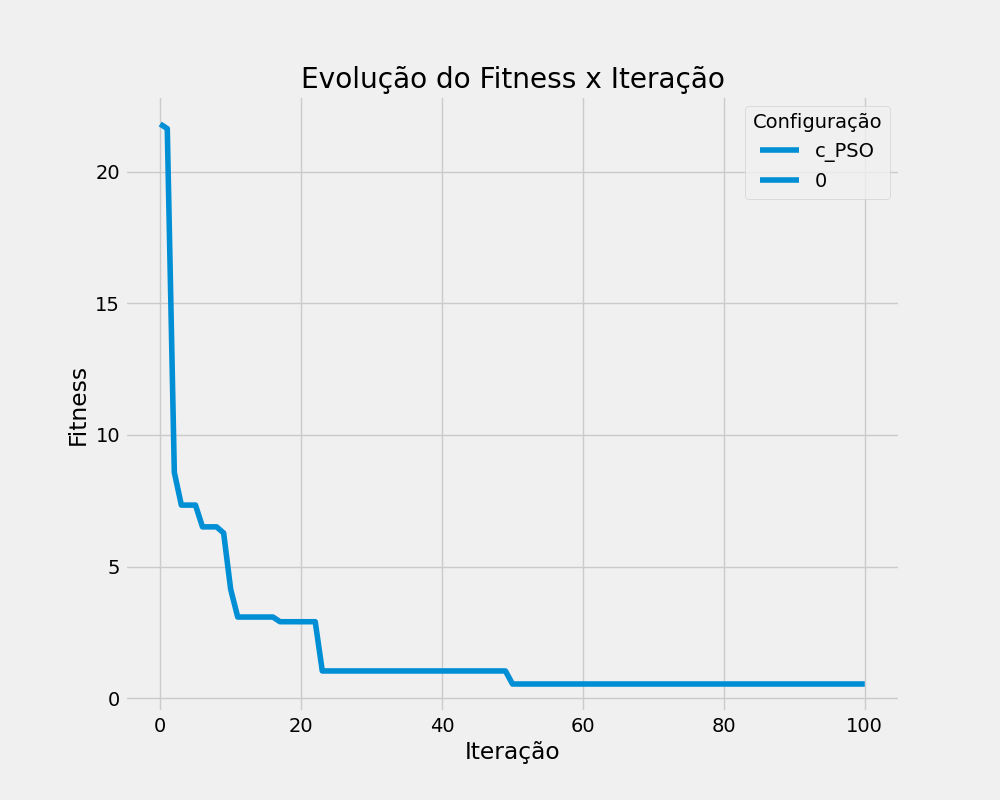 Evolução do Fitness x Iteração
Configuração
c_PSO
0
Fitness
20
15
10
5
0
0 20 40 60 80 100
Iteração